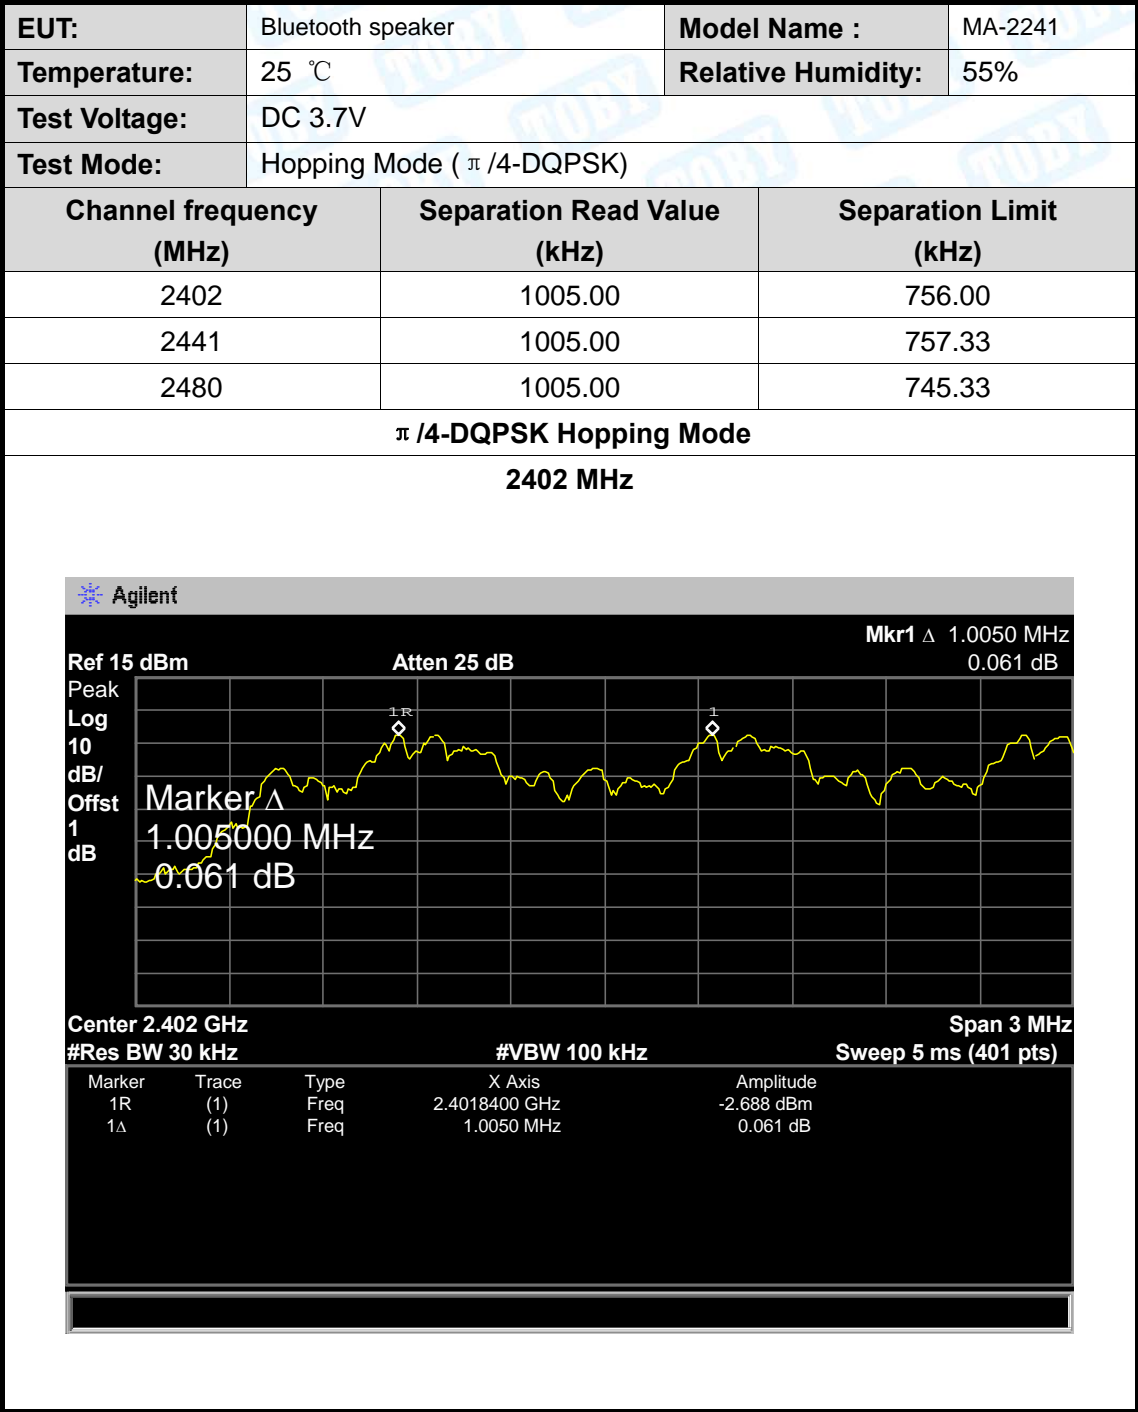 EUT: Bluetooth speaker Model Name : MA-2241
Temperature: 25 ℃ Relative Humidity: 55%
Test Voltage: DC 3.7V
Test Mode: Hopping Mode ( π /4-DQPSK)
Channel frequency (MHz) Separation Read Value (kHz) Separation Limit (kHz)
2402 1005.00 756.00
2441 1005.00 757.33
2480 1005.00 745.33
π /4-DQPSK Hopping Mode
2402 MHz
Agilent
Mkr1 Δ 1.0050 MHz
Ref 15 dBm Atten 25 dB 0.061 dB
Peak
Log
10
dB/
Offst
1
dB
1R
1
Marker Δ
1.005000 MHz
0.061 dB
Center 2.402 GHz Span 3 MHz
#Res BW 30 kHz #VBW 100 kHz Sweep 5 ms (401 pts)
Marker Trace Type X Axis Amplitude
1R (1) Freq 2.4018400 GHz -2.688 dBm
1Δ (1) Freq 1.0050 MHz 0.061 dB
TOBY
TOBY
TOBY
TOBY
TOBY